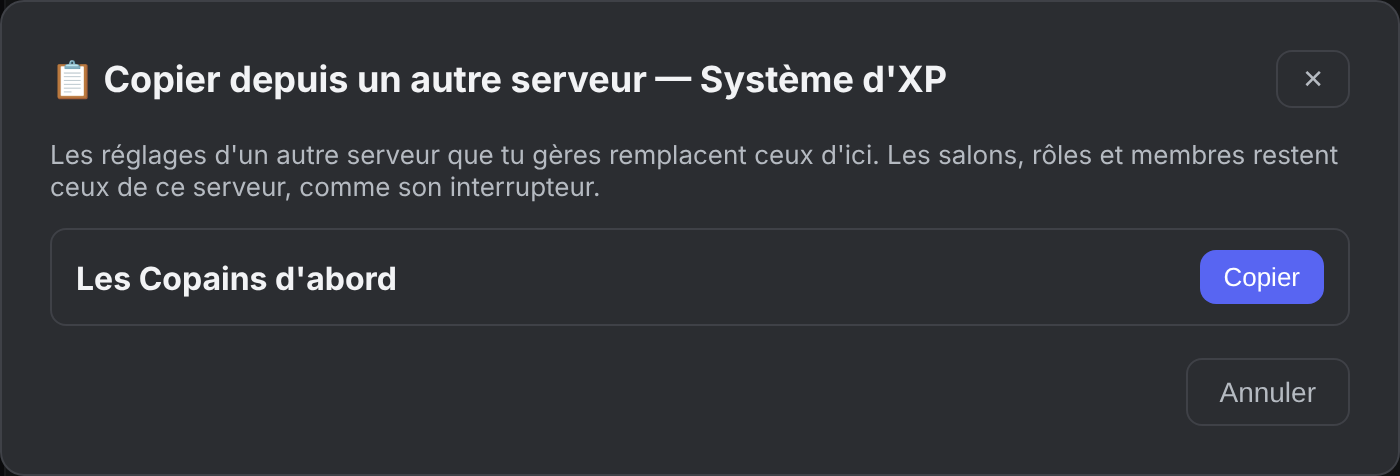 📋 Copier depuis un autre serveur — Système d'XP
×
Les réglages d'un autre serveur que tu gères remplacent ceux d'ici. Les salons, rôles et membres restent
ceux de ce serveur, comme son interrupteur.
Les Copains d'abord
Copier
Annuler